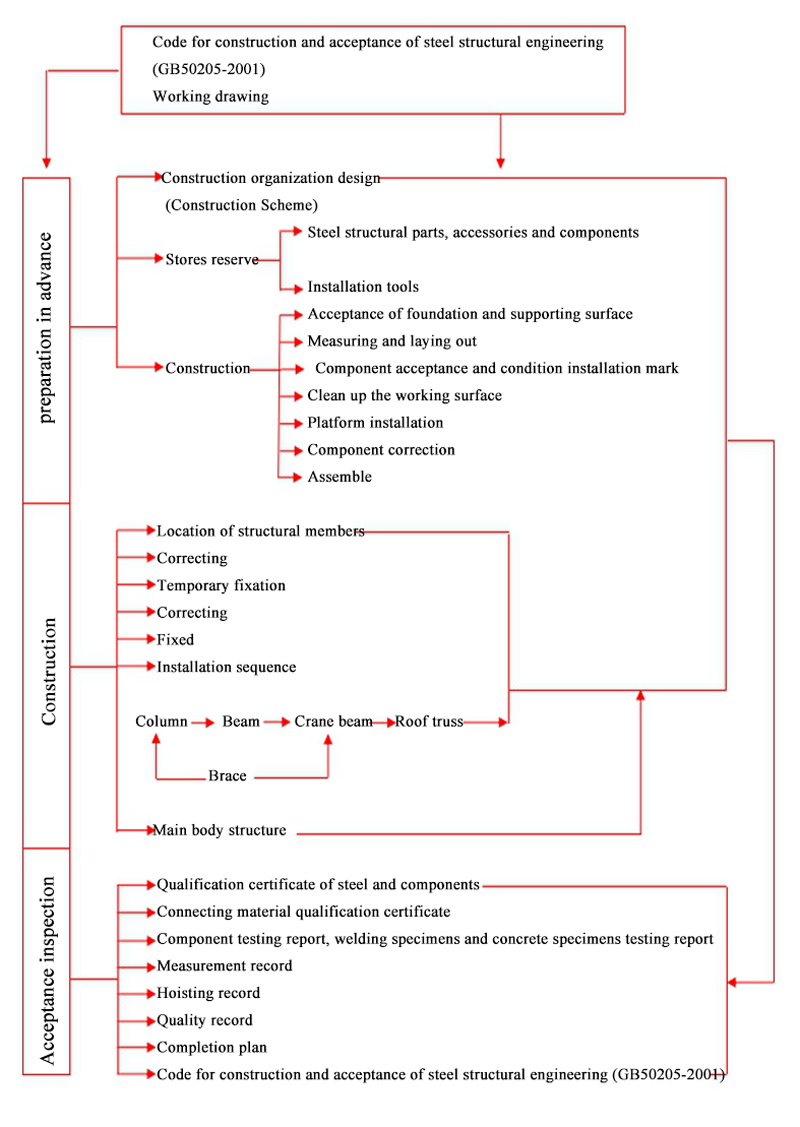 Code for construction and acceptance of steel structural engineering
(GB50205-2001)
Working drawing
preparation in advance
Construction organization design
(Construction Scheme)
Stores reserve
Steel structural parts, accessories and components
Installation tools
Construction
Acceptance of foundation and supporting surface
Measuring and laying out
Component acceptance and condition installation mark
Clean up the working surface
Platform installation
Component correction
Assemble
Construction
Location of structural members
Correcting
Temporary fixation
Correcting
Fixed
Installation sequence
Column Beam Crane beam Roof truss
Brace
Main body structure
Acceptance inspection
Qualification certificate of steel and components
Connecting material qualification certificate
Component testing report, welding specimens and concrete specimens testing report
Measurement record
Hoisting record
Quality record
Completion plan
Code for construction and acceptance of steel structural engineering (GB50205-2001)